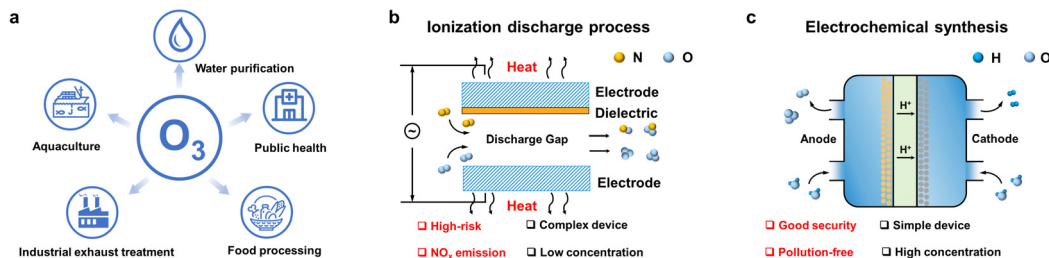 a
O3
Water purification
Public health
Food processing
Industrial exhaust treatment
Aquaculture
b
Ionization discharge process
N
O
Heat
Electrode
Dielectric
~
Discharge Gap
Electrode
Heat
❏ High-risk
❏ Complex device
❏ NOx emission
❏ Low concentration
c
Electrochemical synthesis
H
O
H+
Anode
Cathode
H+
❏ Good security
❏ Simple device
❏ Pollution-free
❏ High concentration